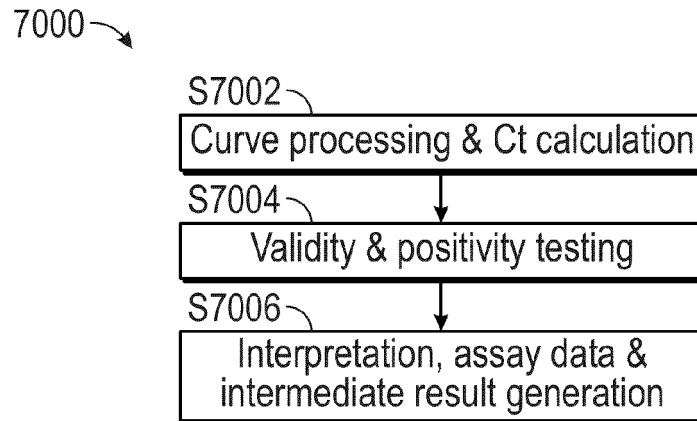 7000
S7002
Curve processing & Ct calculation
S7004
Validity & positivity testing
S7006
Interpretation, assay data &
intermediate result generation